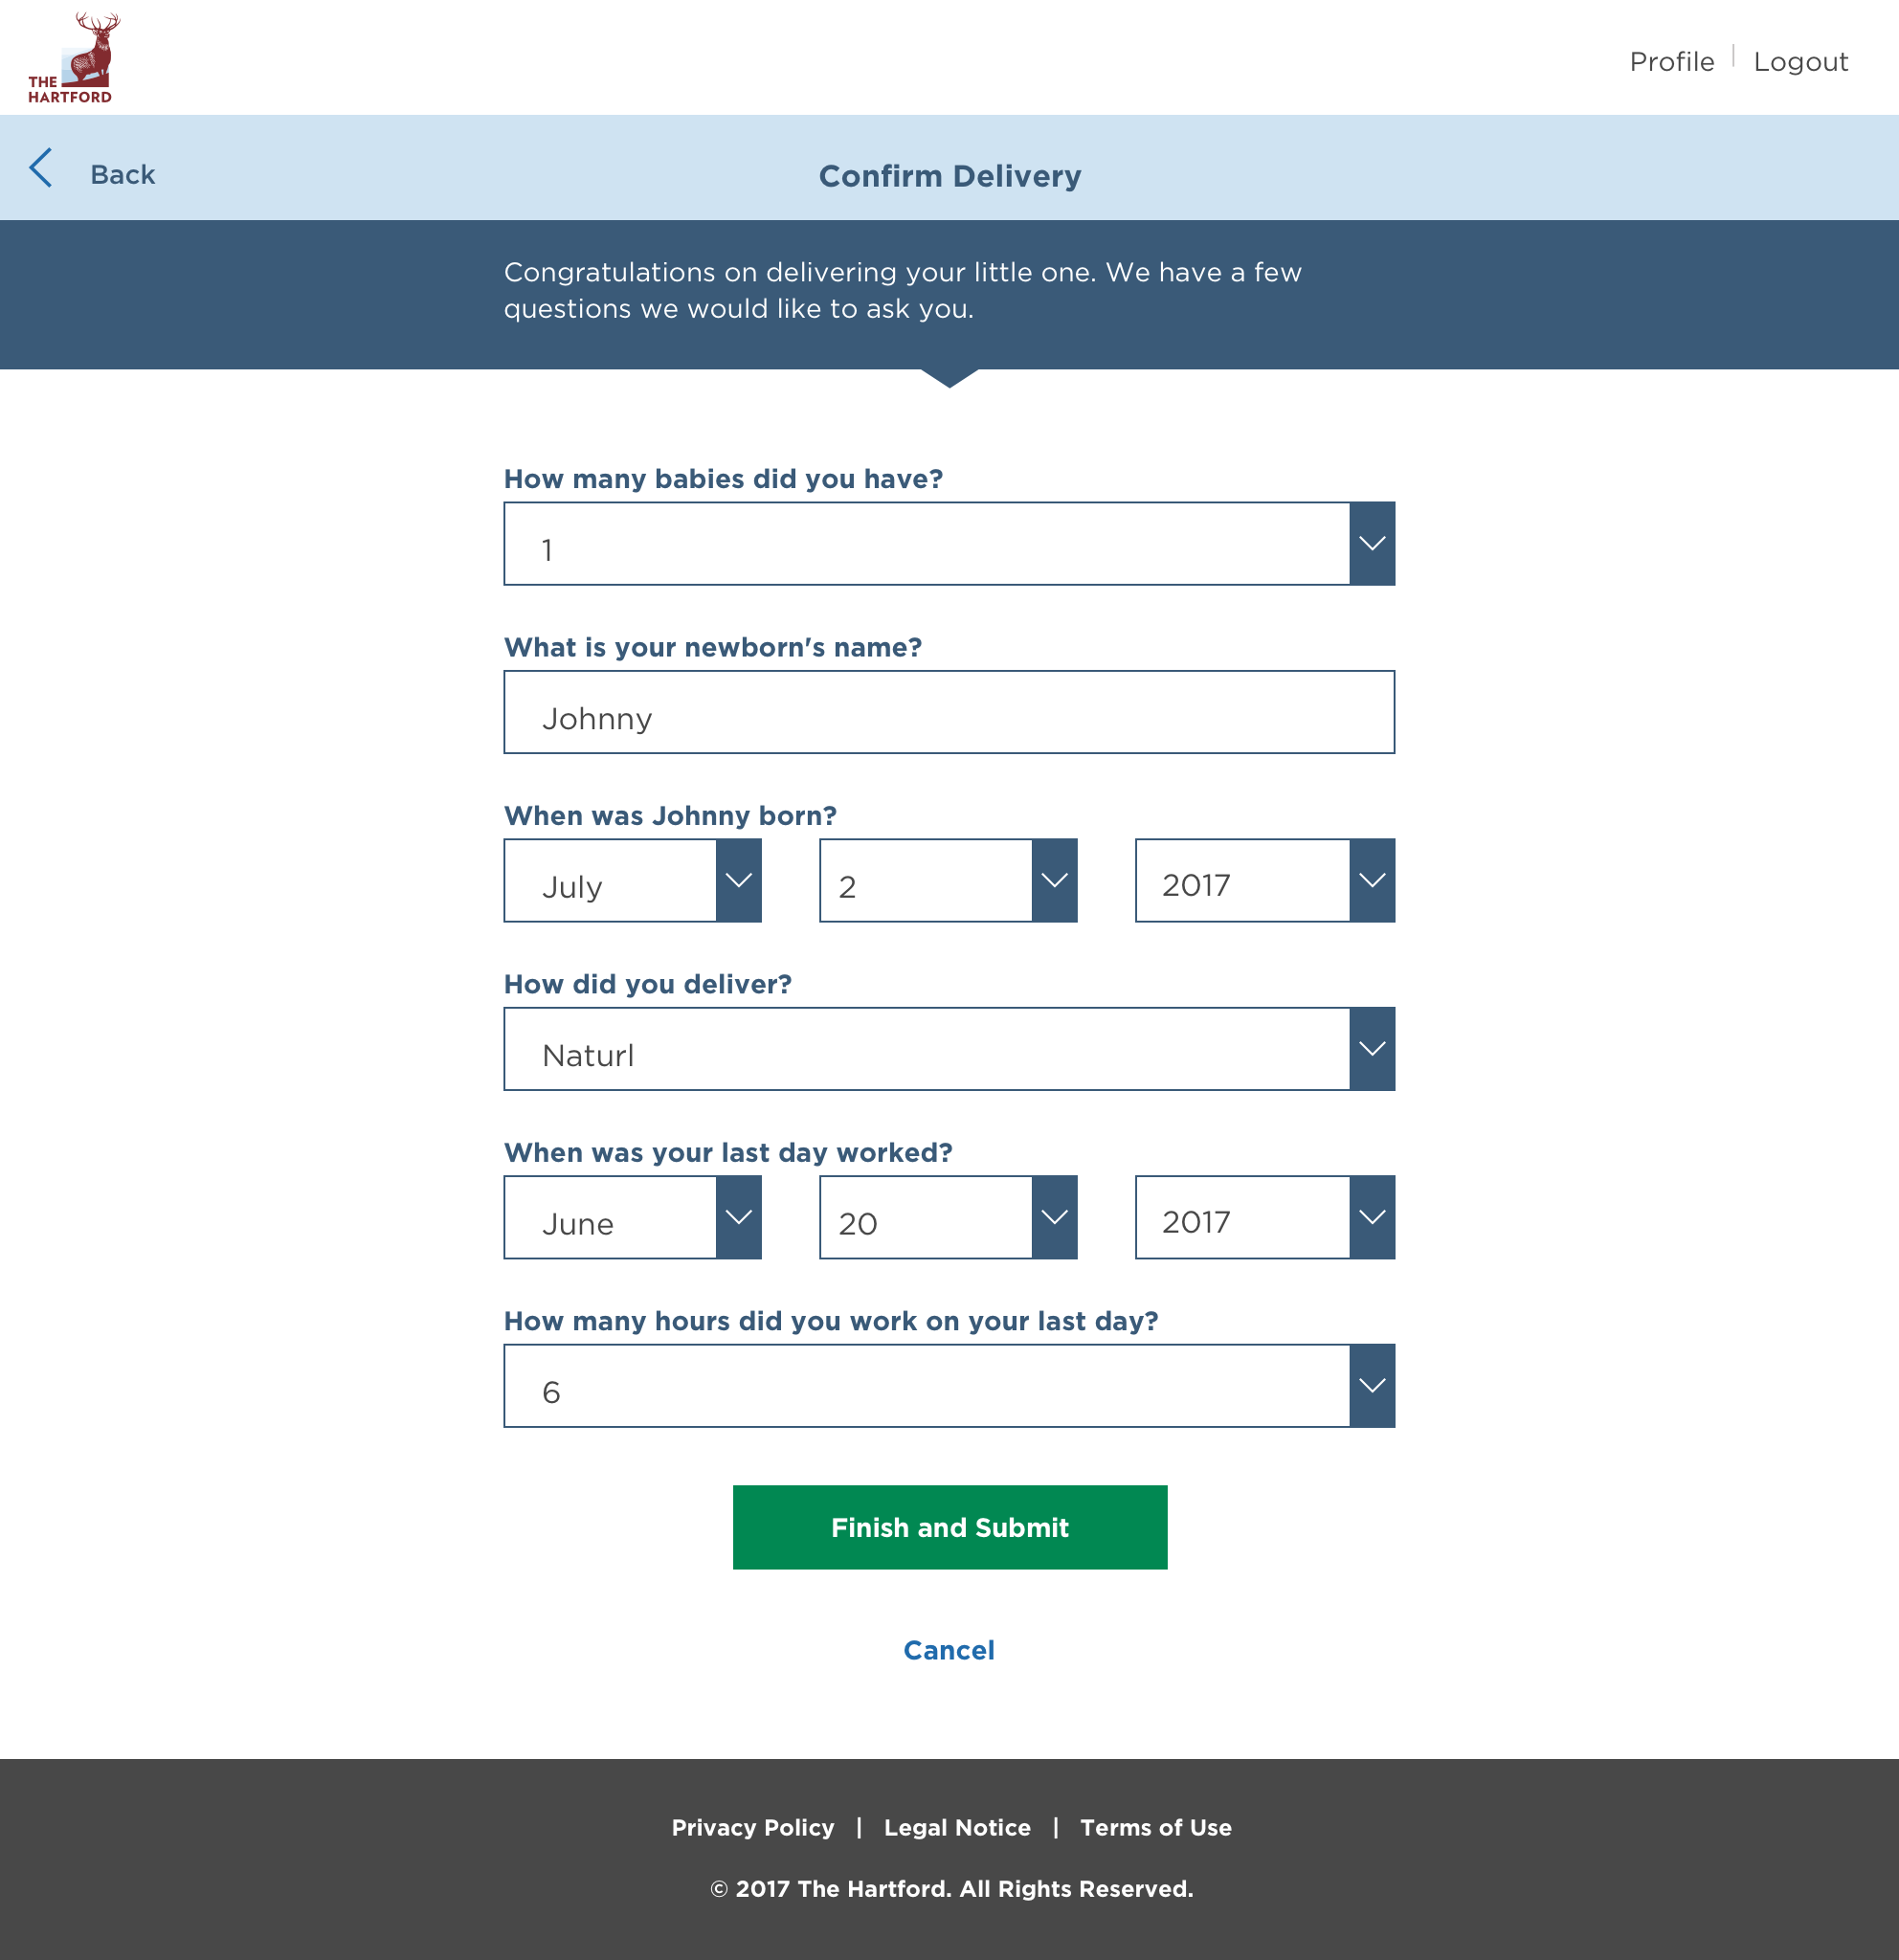 THE
HARTFORD
Profile | Logout
Back
Confirm Delivery
Congratulations on delivering your little one. We have a few
questions we would like to ask you.
How many babies did you have?
1
What is your newborn's name?
Johnny
When was Johnny born?
July 2 2017
How did you deliver?
Naturl
When was your last day worked?
June 20 2017
How many hours did you work on your last day?
6
Finish and Submit
Cancel
Privacy Policy | Legal Notice | Terms of Use
© 2017 The Hartford. All Rights Reserved.